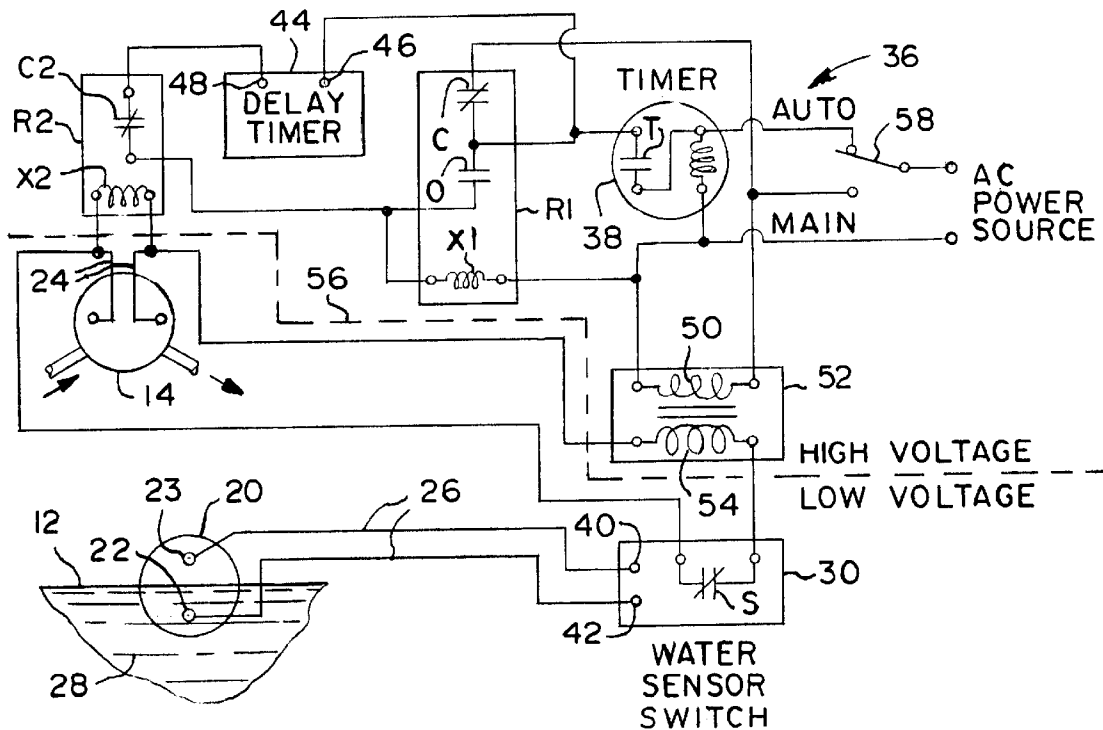 44
46
36
C2
48
DELAY
TIMER
R2
X2
C
O
R1
X1
TIMER
T
38
AUTO
58
MAIN
AC
POWER
SOURCE
24
56
14
50
52
54
HIGH VOLTAGE
LOW VOLTAGE
23
20
26
12
22
28
40
42
S
30
WATER
SENSOR
SWITCH